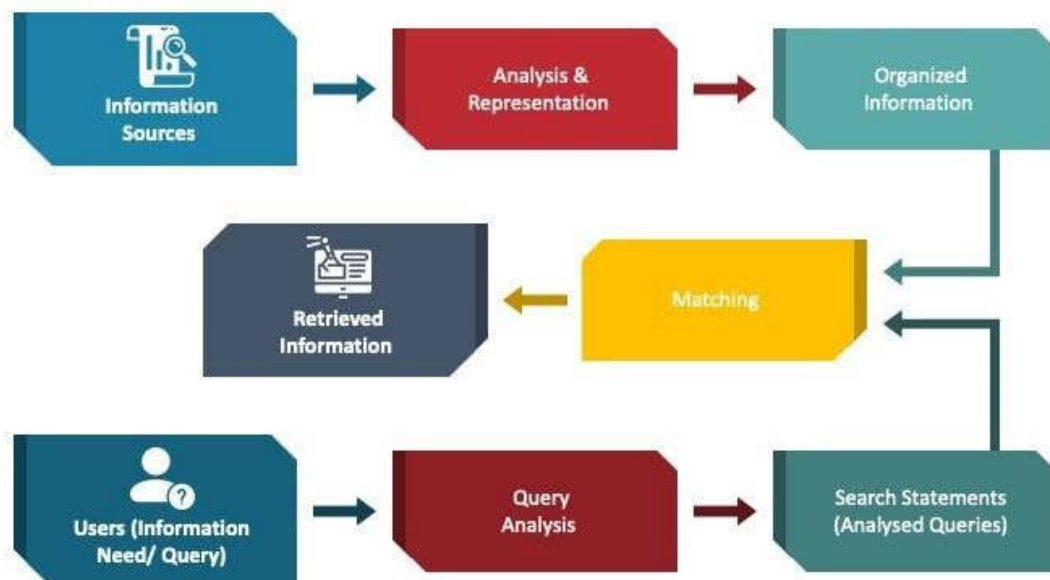 Information
Sources
Analysis &
Representation
Organized
Information
Retrieved
Information
Matching
Users (Information
Need/ Query)
?
Query
Analysis
Search Statements
(Analysed Queries)